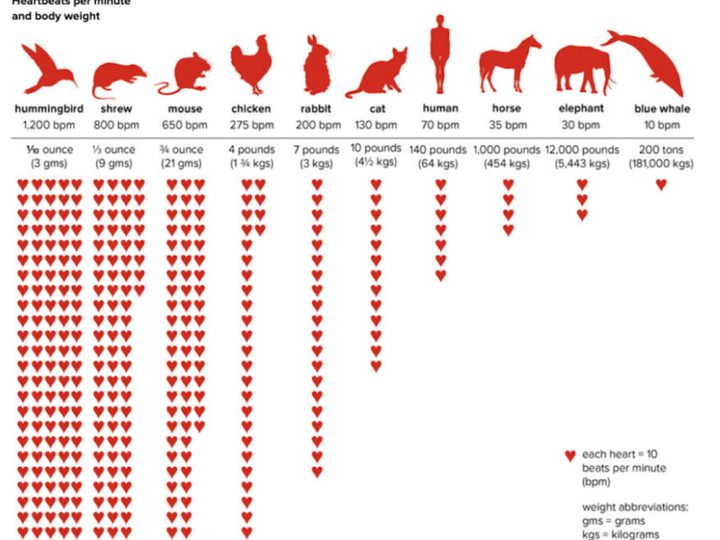 Heartbeats per minute
and body weight
hummingbird shrew mouse chicken rabbit cat human horse elephant blue whale
1,200 bpm 800 bpm 650 bpm 275 bpm 200 bpm 130 bpm 70 bpm 35 bpm 30 bpm 10 bpm
⅒ ounce ⅓ ounce ¾ ounce 4 pounds 7 pounds 10 pounds 140 pounds 1,000 pounds 12,000 pounds 200 tons
(3 gms) (9 gms) (21 gms) (1 ¾ kgs) (3 kgs) (4½ kgs) (64 kgs) (454 kgs) (5,443 kgs) (181,000 kgs)
each heart = 10
beats per minute
(bpm)
weight abbreviations:
gms = grams
kgs = kilograms